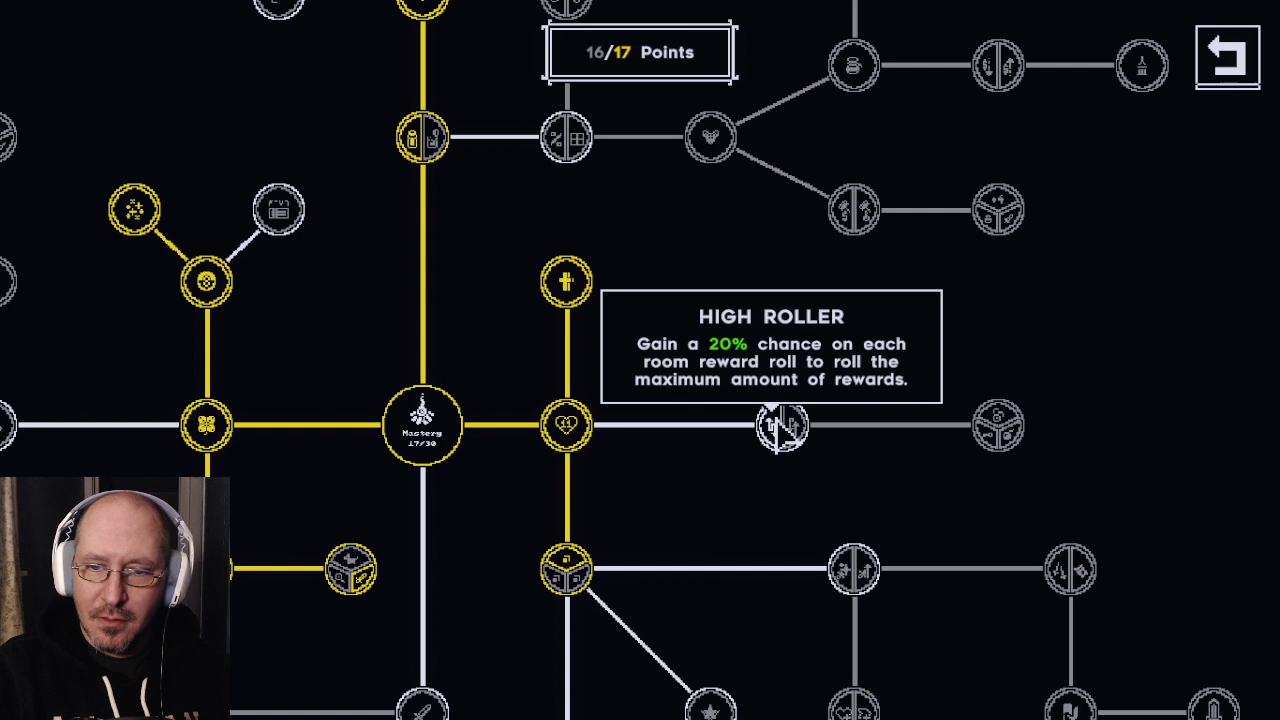 16/17 Points
HIGH ROLLER
Gain a 20% chance on each
room reward roll to roll the
maximum amount of rewards.
Mastery
17/30